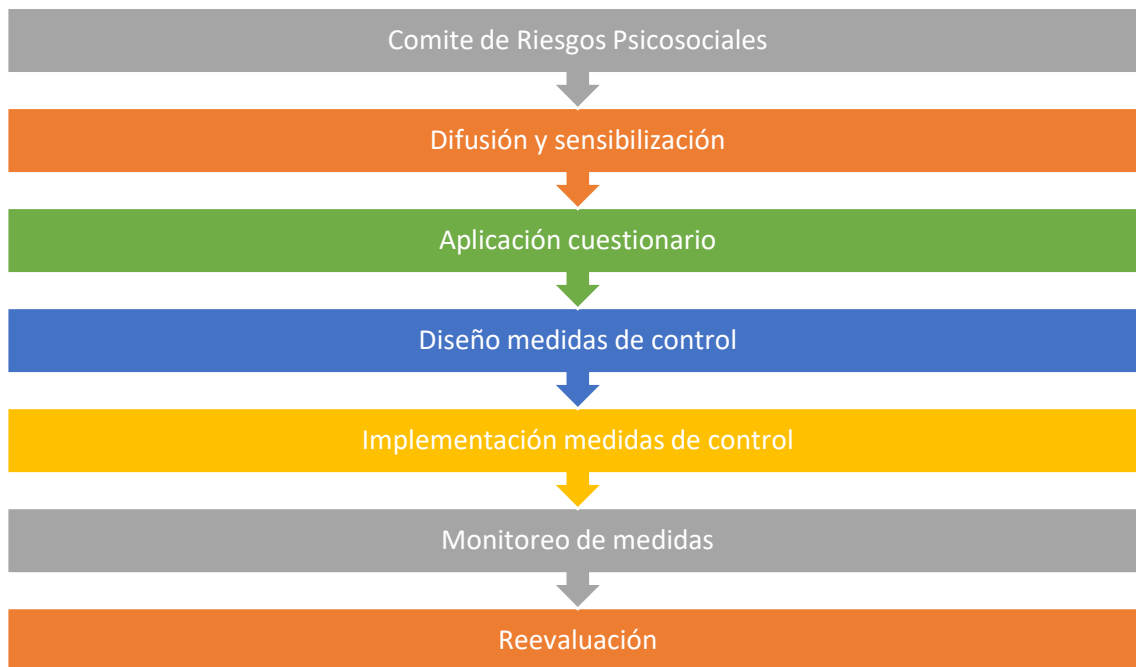 Comite de Riesgos Psicosociales
Difusión y sensibilización
Aplicación cuestionario
Diseño medidas de control
Implementación medidas de control
Monitoreo de medidas
Reevaluación